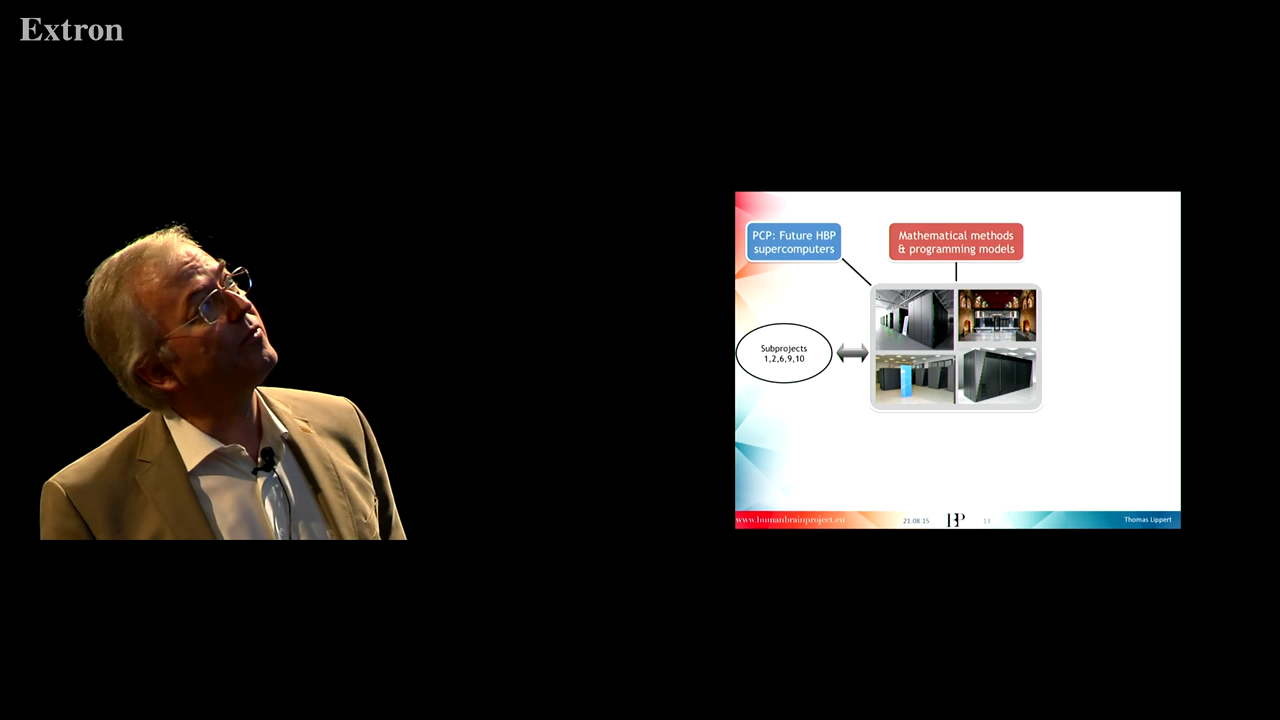 Extron
PCP: Future HBP
supercomputers
Mathematical methods
& programming models
Subprojects
1,2,6,9,10
www.humanbrainproject.eu
21.08.15
HBP
13
Thomas Lippert